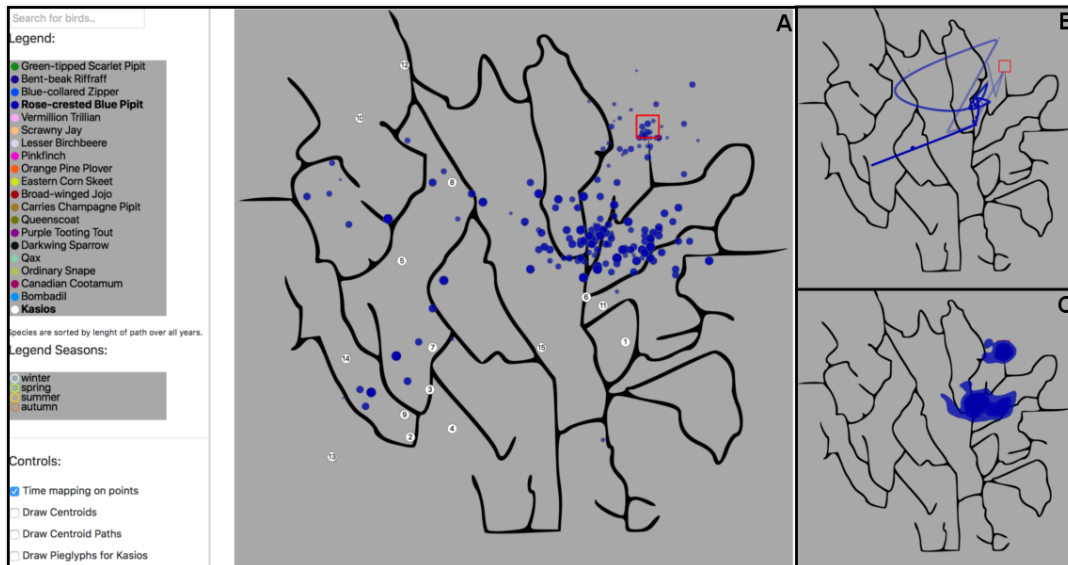 Search for birds..
Legend:
Green-tipped Scarlet Pipit
Bent-beak Riffraff
Blue-collared Zipper
Rose-crested Blue Pipit
Vermillion Trillian
Scrawny Jay
Lesser Birchbeere
Pinkfinch
Orange Pine Plover
Eastern Corn Skeet
Broad-winged Jojo
Carries Champagne Pipit
Queenscoat
Purple Tooting Tout
Darkwing Sparrow
Qax
Ordinary Snape
Canadian Cootamum
Bombadil
Kasios
Species are sorted by lenght of path over all years.
Legend Seasons:
winter
spring
summer
autumn
Controls:
Time mapping on points
Draw Centroids
Draw Centroid Paths
Draw Pieglyphs for Kasios
A
12
10
8
5
6
11
1
15
7
14
3
9
2
4
13